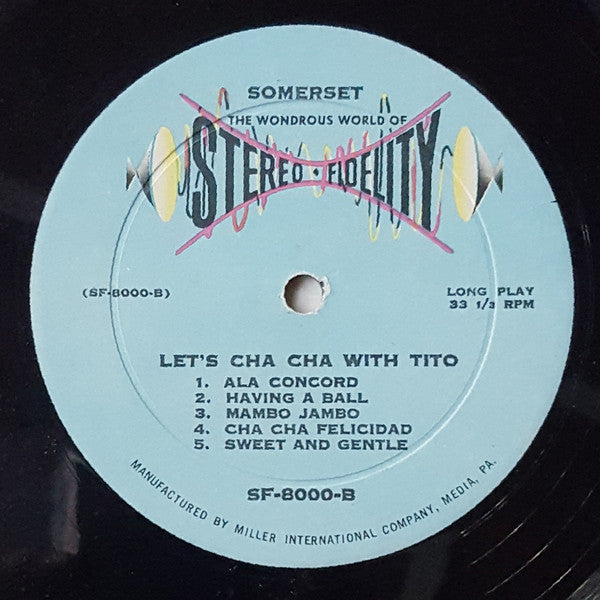 SOMERSET
THE WONDROUS WORLD OF
STEREO · FIDELITY
(SF-8000-B)
LONG PLAY
33 1/3 RPM
LET'S CHA CHA WITH TITO
1. ALA CONCORD
2. HAVING A BALL
3. MAMBO JAMBO
4. CHA CHA FELICIDAD
5. SWEET AND GENTLE
SF-8000-B
MANUFACTURED BY MILLER INTERNATIONAL COMPANY, MEDIA, PA.